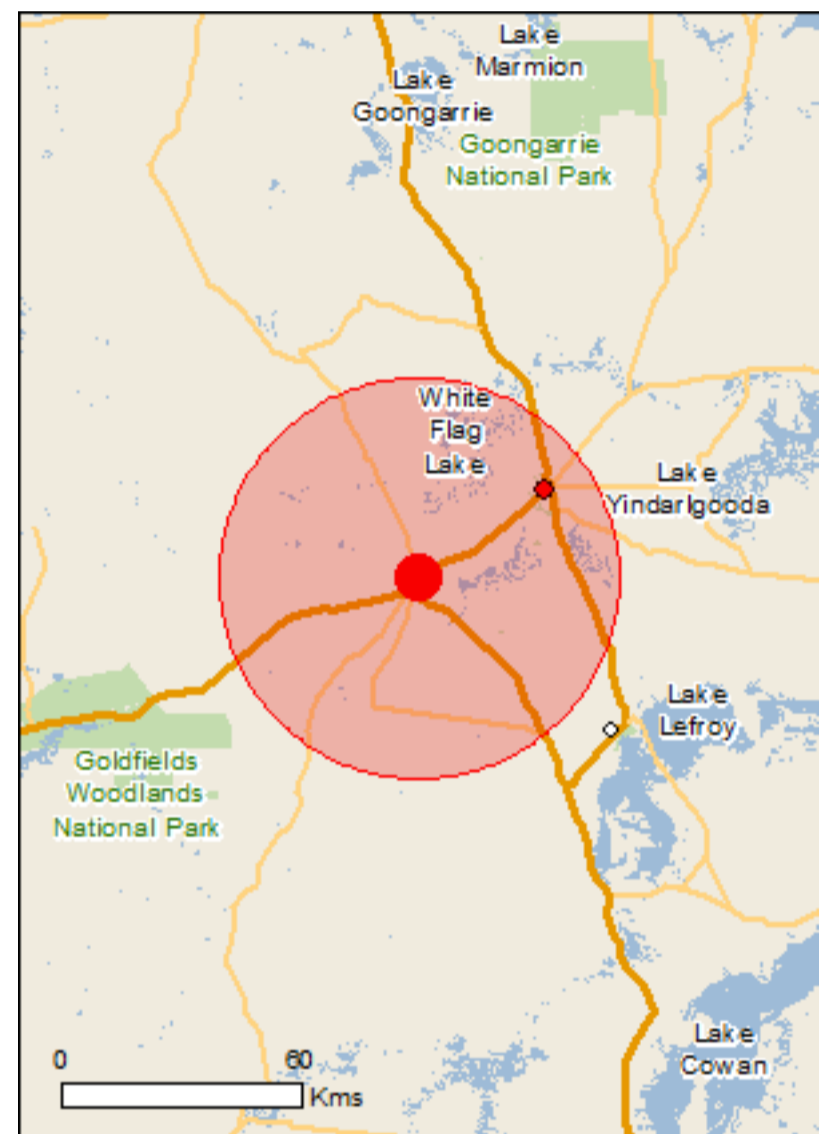 Lake
Marmion
Lake
Goongarrie
Goongarrie
National Park
White
Flag
Lake
Lake
Yindarlgooda
Lake
Lefroy
Goldfields
Woodlands
National Park
Lake
Cowan
0 60
Kms